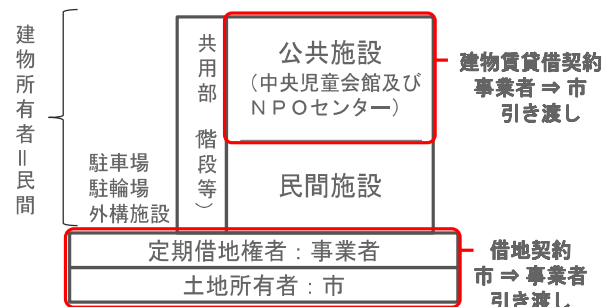 建物所有者＝民間
駐車場
駐輪場
外構施設
共用部（階段等）
公共施設
（中央児童会館及び
ＮＰＯセンター）
民間施設
定期借地権者：事業者
土地所有者：市
建物賃貸借契約
事業者 ⇒ 市
引き渡し
借地契約
市 ⇒ 事業者
引き渡し